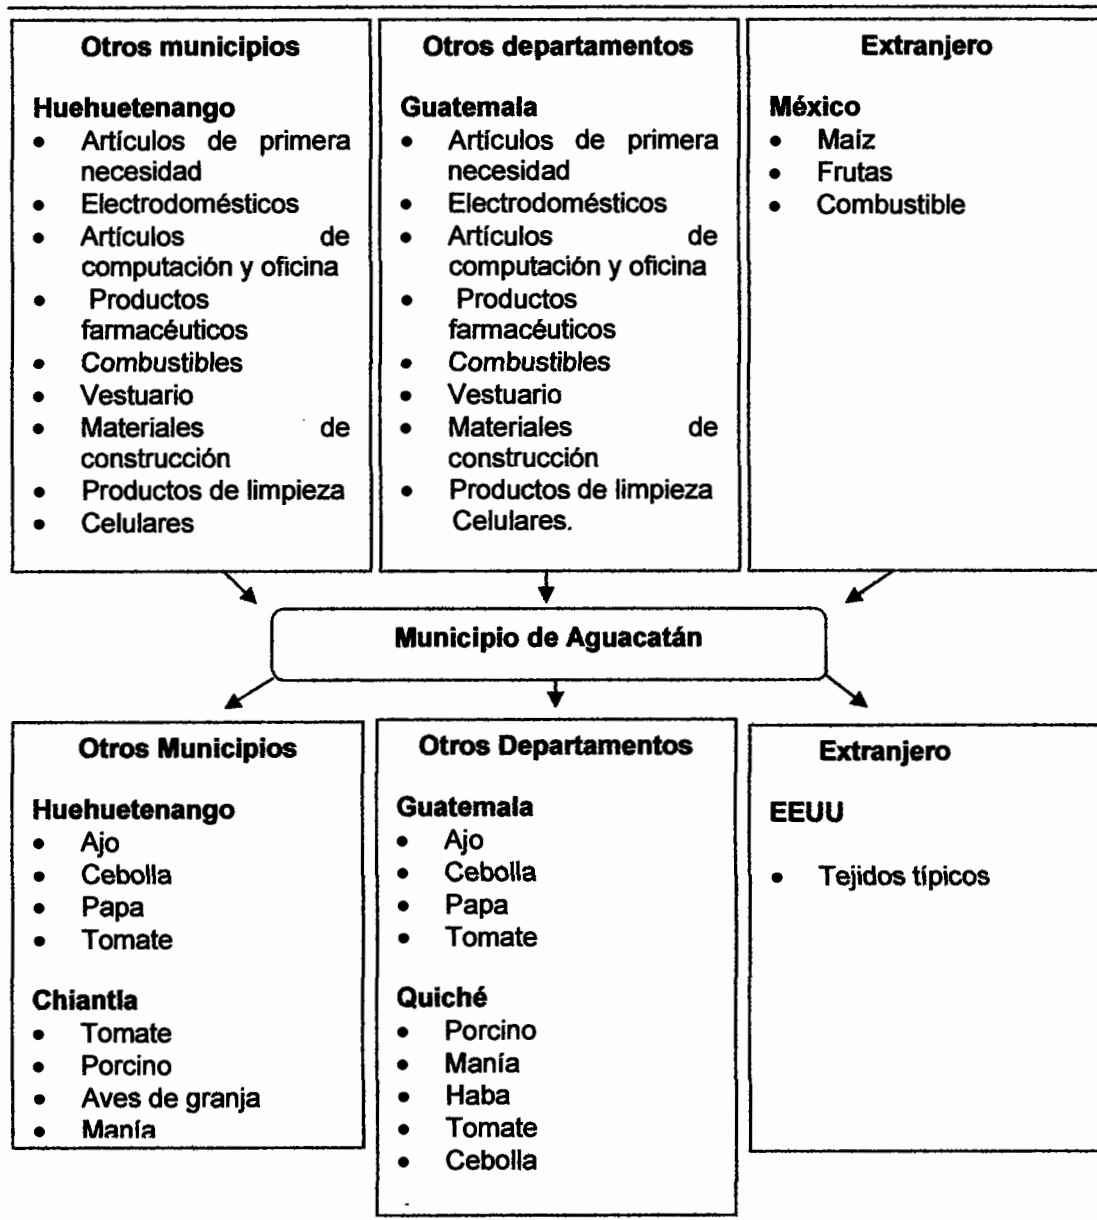 Otros municipios
Huehuetenango
• Artículos de primera
necesidad
• Electrodomésticos
• Artículos de
computación y oficina
• Productos
farmacéuticos
• Combustibles
• Vestuario
• Materiales de
construcción
• Productos de limpieza
• Celulares
Otros departamentos
Guatemala
• Artículos de primera
necesidad
• Electrodomésticos
• Artículos de
computación y oficina
• Productos
farmacéuticos
• Combustibles
• Vestuario
• Materiales de
construcción
• Productos de limpieza
Celulares.
Extranjero
México
• Maíz
• Frutas
• Combustible
Municipio de Aguacatán
Otros Municipios
Huehuetenango
• Ajo
• Cebolla
• Papa
• Tomate
Chiantla
• Tomate
• Porcino
• Aves de granja
• Manía
Otros Departamentos
Guatemala
• Ajo
• Cebolla
• Papa
• Tomate
Quiché
• Porcino
• Manía
• Haba
• Tomate
• Cebolla
Extranjero
EEUU
• Tejidos típicos